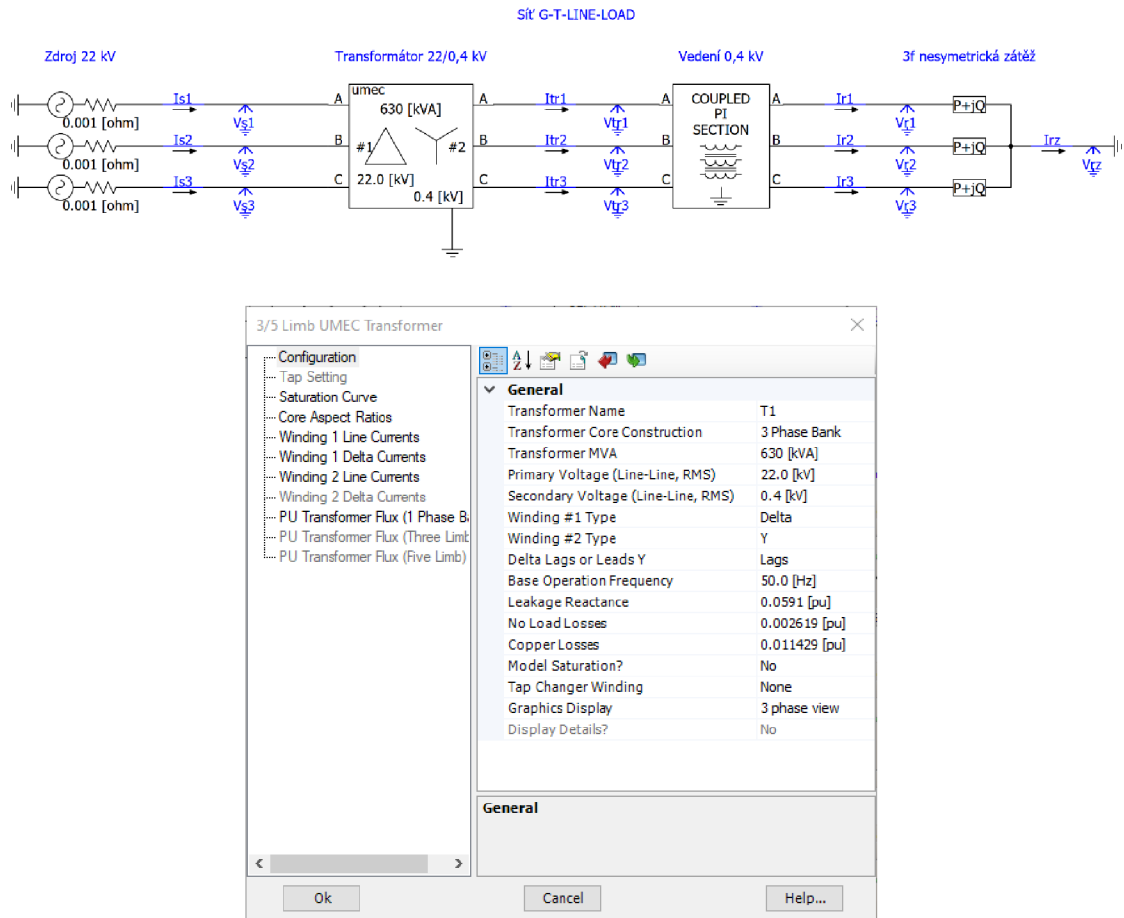 Síť G-T-LINE-LOAD
Zdroj 22 kV
Transformátor 22/0,4 kV
Vedení 0,4 kV
3f nesymetrická zátěž
umec
630 [kVA]
#1
#2
22.0 [kV]
0.4 [kV]
A
B
C
A
B
C
COUPLED
PI
SECTION
A
B
C
A
B
C
0.001 [ohm]
0.001 [ohm]
0.001 [ohm]
Is1
Is2
Is3
Vs1
Vs2
Vs3
Itr1
Itr2
Itr3
Vtr1
Vtr2
Vtr3
Ir1
Ir2
Ir3
Vr1
Vr2
Vr3
P+jQ
P+jQ
P+jQ
Irz
Vrz
3/5 Limb UMEC Transformer
Configuration
Tap Setting
Saturation Curve
Core Aspect Ratios
Winding 1 Line Currents
Winding 1 Delta Currents
Winding 2 Line Currents
Winding 2 Delta Currents
PU Transformer Flux (1 Phase B
PU Transformer Flux (Three Limb
PU Transformer Flux (Five Limb)
General
Transformer Name T1
Transformer Core Construction 3 Phase Bank
Transformer MVA 630 [kVA]
Primary Voltage (Line-Line, RMS) 22.0 [kV]
Secondary Voltage (Line-Line, RMS) 0.4 [kV]
Winding #1 Type Delta
Winding #2 Type Y
Delta Lags or Leads Y Lags
Base Operation Frequency 50.0 [Hz]
Leakage Reactance 0.0591 [pu]
No Load Losses 0.002619 [pu]
Copper Losses 0.011429 [pu]
Model Saturation? No
Tap Changer Winding None
Graphics Display 3 phase view
Display Details? No
General
Ok
Cancel
Help...